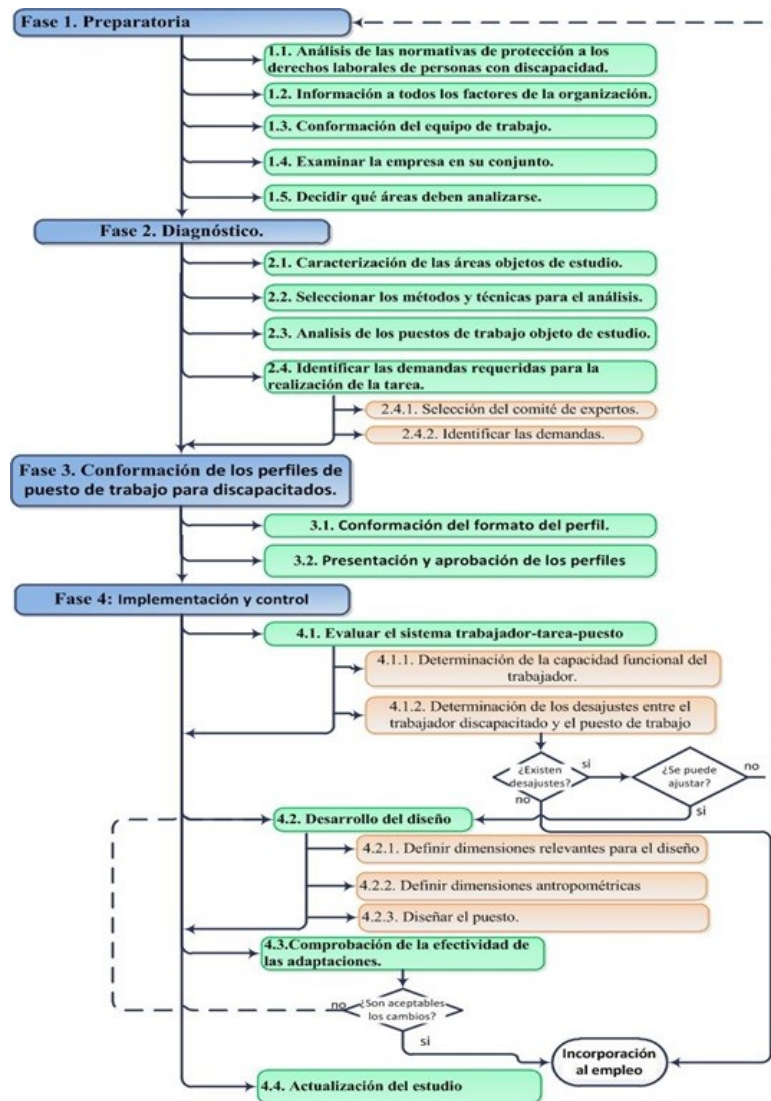 Fase 1. Preparatoria
1.1. Análisis de las normativas de protección a los
derechos laborales de personas con discapacidad.
1.2. Información a todos los factores de la organización.
1.3. Conformación del equipo de trabajo.
1.4. Examinar la empresa en su conjunto.
1.5. Decidir qué áreas deben analizarse.
Fase 2. Diagnóstico.
2.1. Caracterización de las áreas objetos de estudio.
2.2. Seleccionar los métodos y técnicas para el análisis.
2.3. Analisis de los puestos de trabajo objeto de estudio.
2.4. Identificar las demandas requeridas para la
realización de la tarea.
2.4.1. Selección del comité de expertos.
2.4.2. Identificar las demandas.
Fase 3. Conformación de los perfiles de
puesto de trabajo para discapacitados.
3.1. Conformación del formato del perfil.
3.2. Presentación y aprobación de los perfiles
Fase 4: Implementación y control
4.1. Evaluar el sistema trabajador-tarea-puesto
4.1.1. Determinación de la capacidad funcional del
trabajador.
4.1.2. Determinación de los desajustes entre el
trabajador discapacitado y el puesto de trabajo
¿Existen
desajustes?
si
¿Se puede
ajustar?
no
no
si
4.2. Desarrollo del diseño
4.2.1. Definir dimensiones relevantes para el diseño
4.2.2. Definir dimensiones antropométricas
4.2.3. Diseñar el puesto.
4.3.Comprobación de la efectividad de
las adaptaciones.
no
¿Son aceptables
los cambios?
si
Incorporación
al empleo
4.4. Actualización del estudio